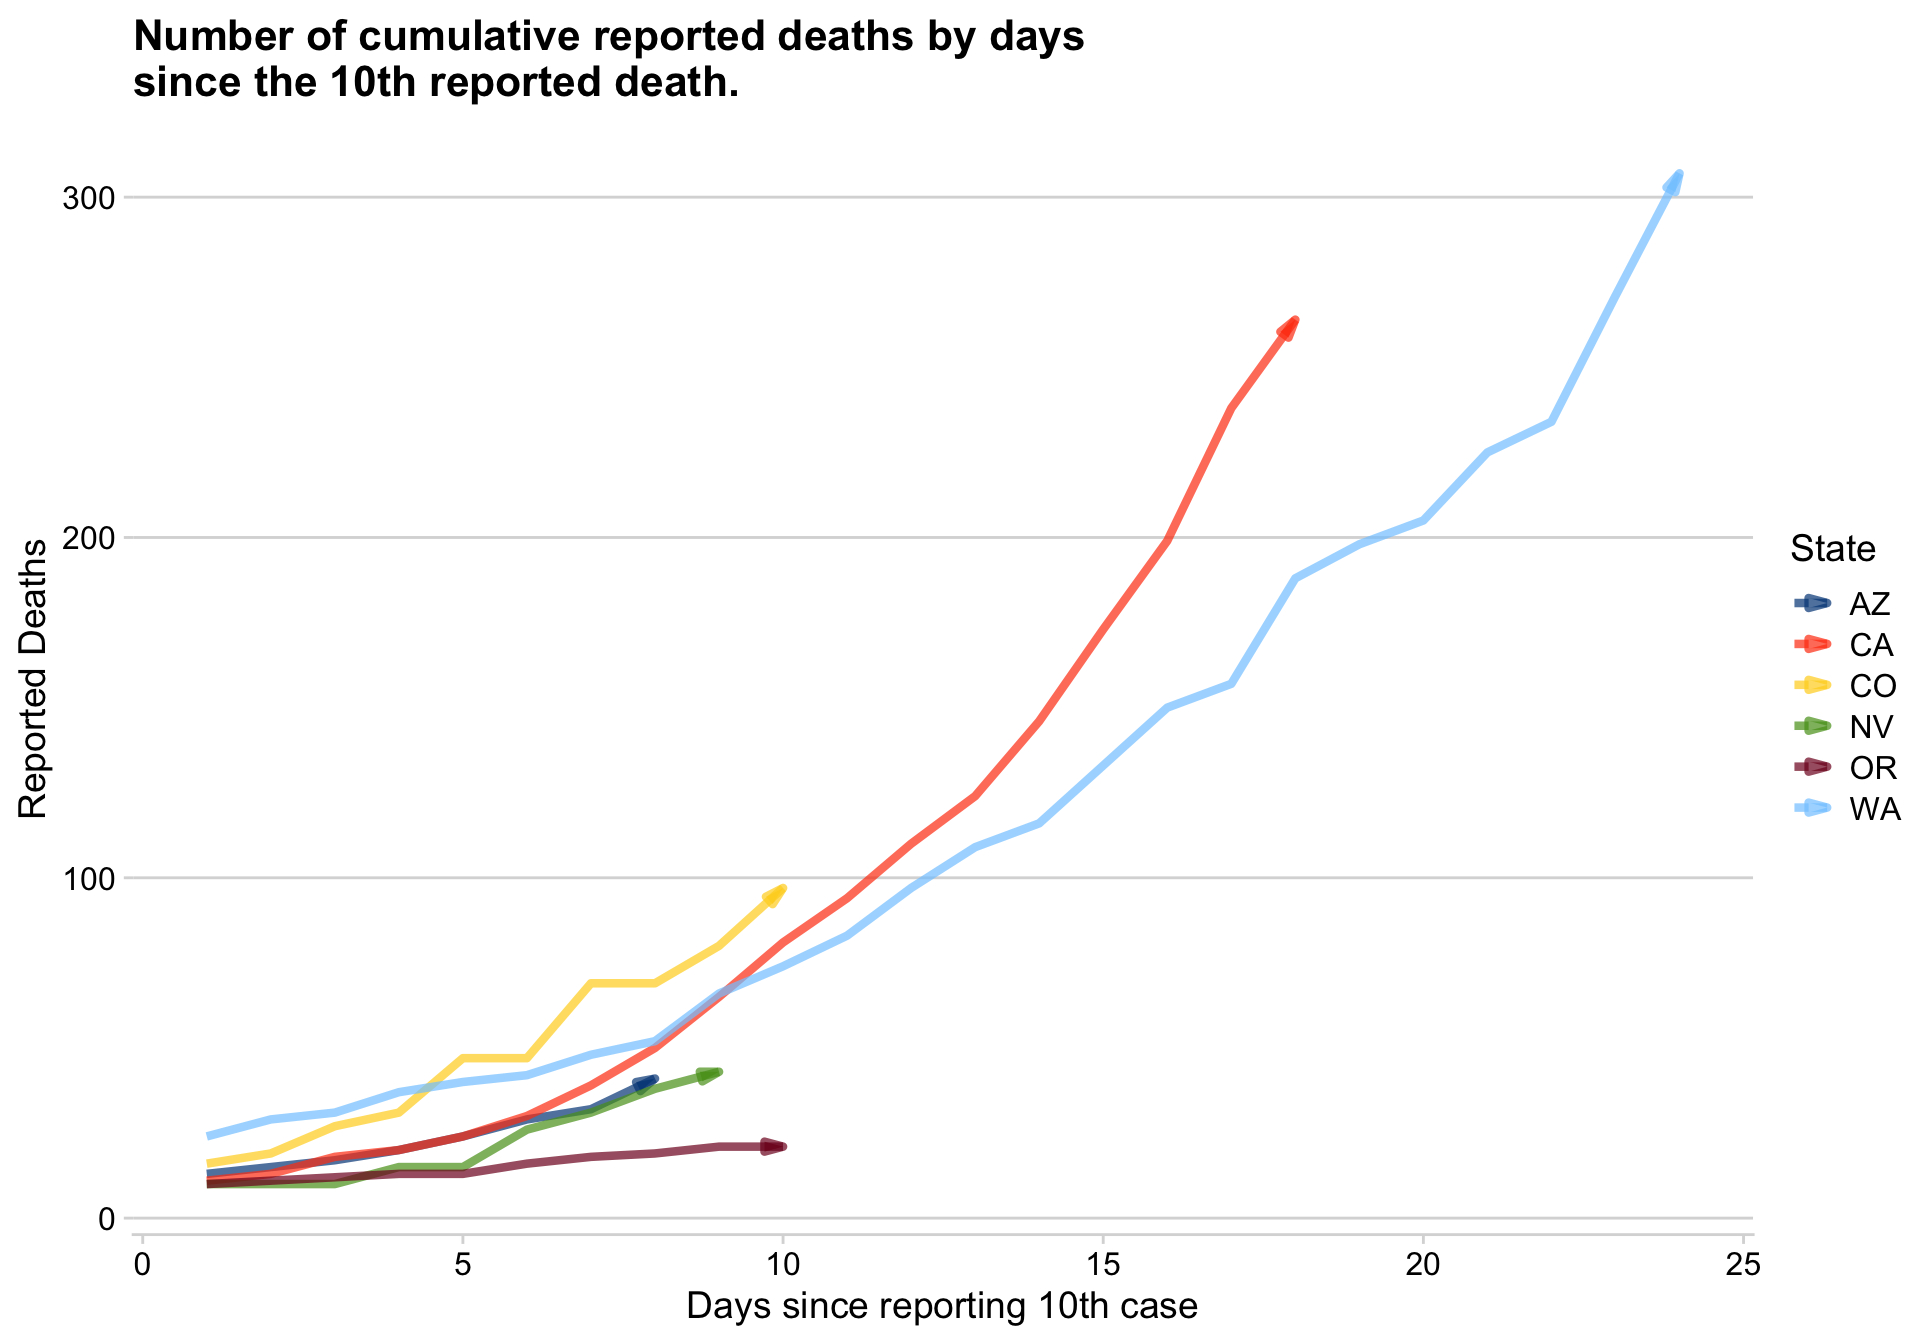 Number of cumulative reported deaths by days
since the 10th reported death.
Reported Deaths
300
200
100
0
0 5 10 15 20 25
Days since reporting 10th case
State
AZ
CA
CO
NV
OR
WA